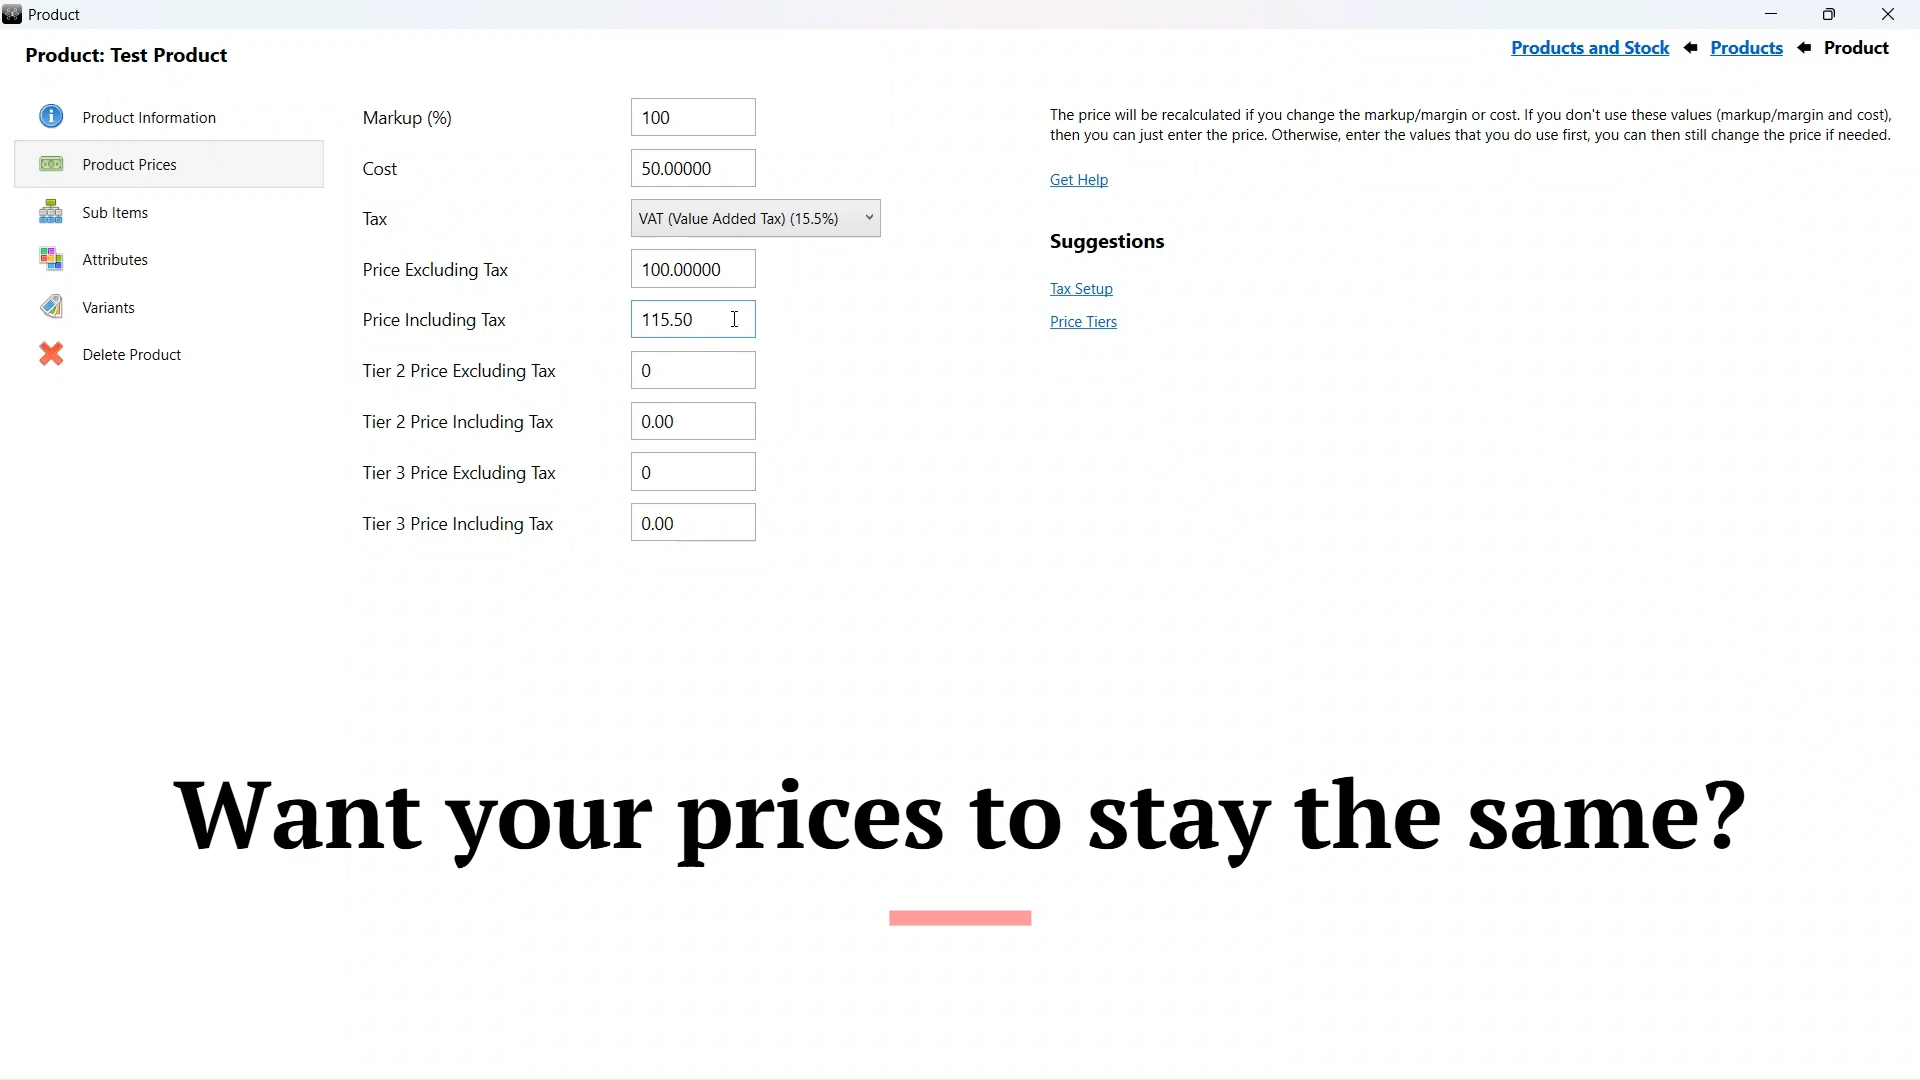 Product
Product: Test Product
Products and Stock 🡸 Products 🡸 Product
Product Information
Product Prices
Sub Items
Attributes
Variants
Delete Product
Markup (%) 100
Cost 50.00000
Tax VAT (Value Added Tax) (15.5%)
Price Excluding Tax 100.00000
Price Including Tax 115.50
Tier 2 Price Excluding Tax 0
Tier 2 Price Including Tax 0.00
Tier 3 Price Excluding Tax 0
Tier 3 Price Including Tax 0.00
The price will be recalculated if you change the markup/margin or cost. If you don't use these values (markup/margin and cost),
then you can just enter the price. Otherwise, enter the values that you do use first, you can then still change the price if needed.
Get Help
Suggestions
Tax Setup
Price Tiers
Want your prices to stay the same?